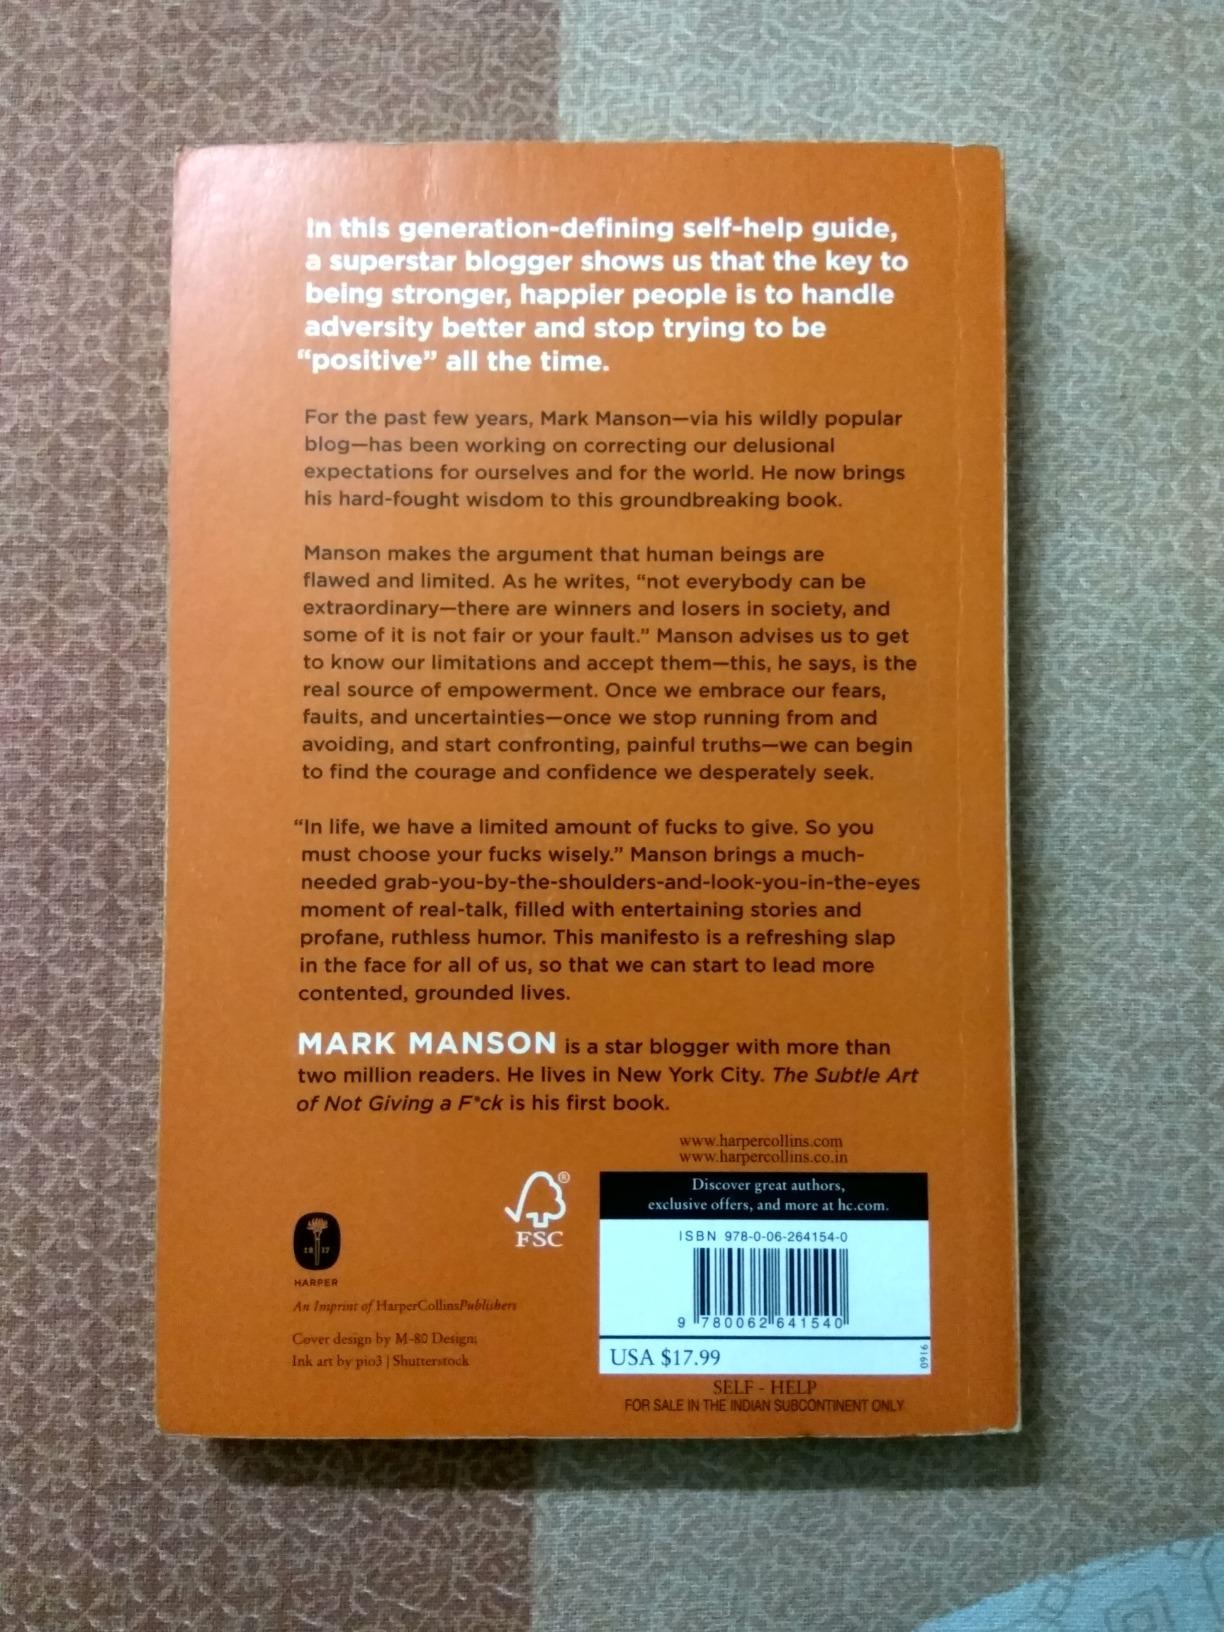 In this generation-defining self-help guide,
a superstar blogger shows us that the key to
being stronger, happier people is to handle
adversity better and stop trying to be
“positive” all the time.
For the past few years, Mark Manson—via his wildly popular
blog—has been working on correcting our delusional
expectations for ourselves and for the world. He now brings
his hard-fought wisdom to this groundbreaking book.
Manson makes the argument that human beings are
flawed and limited. As he writes, “not everybody can be
extraordinary—there are winners and losers in society, and
some of it is not fair or your fault.” Manson advises us to get
to know our limitations and accept them—this, he says, is the
real source of empowerment. Once we embrace our fears,
faults, and uncertainties—once we stop running from and
avoiding, and start confronting, painful truths—we can begin
to find the courage and confidence we desperately seek.
“In life, we have a limited amount of fucks to give. So you
must choose your fucks wisely.” Manson brings a much-
needed grab-you-by-the-shoulders-and-look-you-in-the-eyes
moment of real-talk, filled with entertaining stories and
profane, ruthless humor. This manifesto is a refreshing slap
in the face for all of us, so that we can start to lead more
contented, grounded lives.
MARK MANSON is a star blogger with more than
two million readers. He lives in New York City. The Subtle Art
of Not Giving a F*ck is his first book.
www.harpercollins.com
www.harpercollins.co.in
Discover great authors,
exclusive offers, and more at hc.com.
ISBN 978-0-06-264154-0
9 780062 641540
USA $17.99
0916
SELF - HELP
FOR SALE IN THE INDIAN SUBCONTINENT ONLY
FSC
®
18 17
HARPER
An Imprint of HarperCollinsPublishers
Cover design by M-80 Design;
Ink art by pio3 | Shutterstock